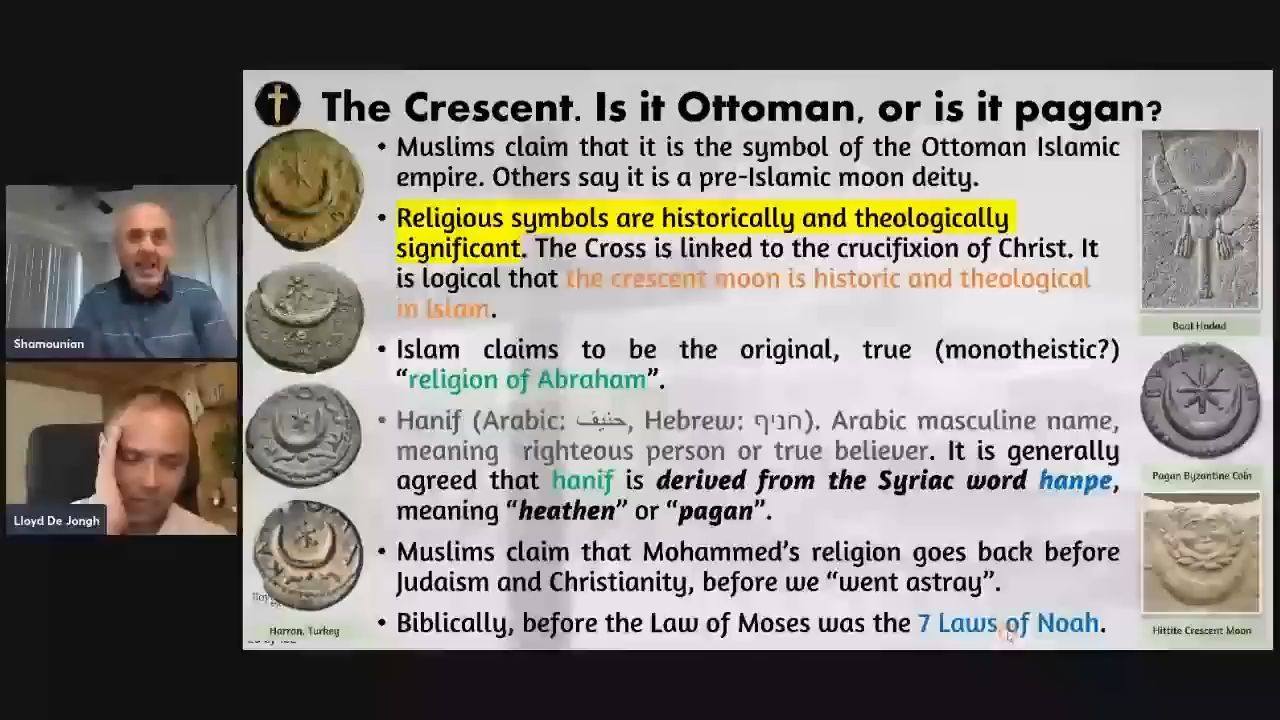 The Crescent. Is it Ottoman, or is it pagan?
• Muslims claim that it is the symbol of the Ottoman Islamic
empire. Others say it is a pre-Islamic moon deity.
• Religious symbols are historically and theologically
significant. The Cross is linked to the crucifixion of Christ. It
is logical that the crescent moon is historic and theological
in Islam.
• Islam claims to be the original, true (monotheistic?)
“religion of Abraham”.
• Hanif (Arabic: حنيف, Hebrew: חניף). Arabic masculine name,
meaning righteous person or true believer. It is generally
agreed that hanif is derived from the Syriac word hanpe,
meaning “heathen” or “pagan”.
• Muslims claim that Mohammed’s religion goes back before
Judaism and Christianity, before we “went astray”.
• Biblically, before the Law of Moses was the 7 Laws of Noah.
Harran, Turkey
Baal Hadad
Pagan Byzantine Coin
Hittite Crescent Moon
Shamounian
Lloyd De Jongh